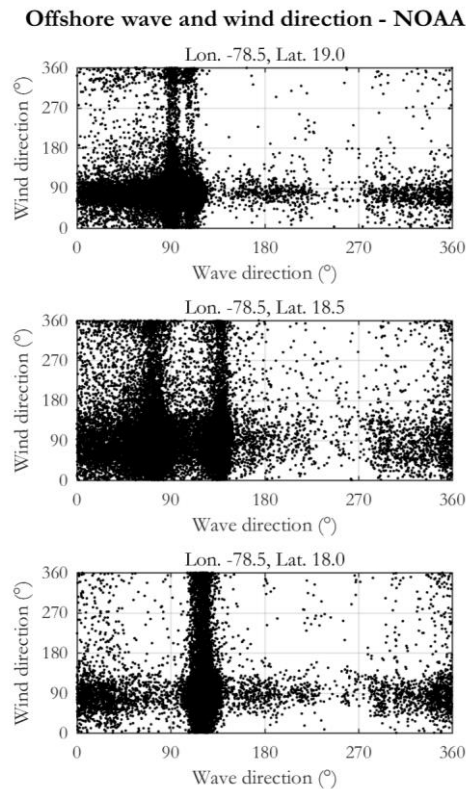 Offshore wave and wind direction - NOAA
Lon. -78.5, Lat. 19.0
Wind direction (°)
360
270
180
90
0
0 90 180 270 360
Wave direction (°)
Lon. -78.5, Lat. 18.5
Wind direction (°)
360
270
180
90
0
0 90 180 270 360
Wave direction (°)
Lon. -78.5, Lat. 18.0
Wind direction (°)
360
270
180
90
0
0 90 180 270 360
Wave direction (°)